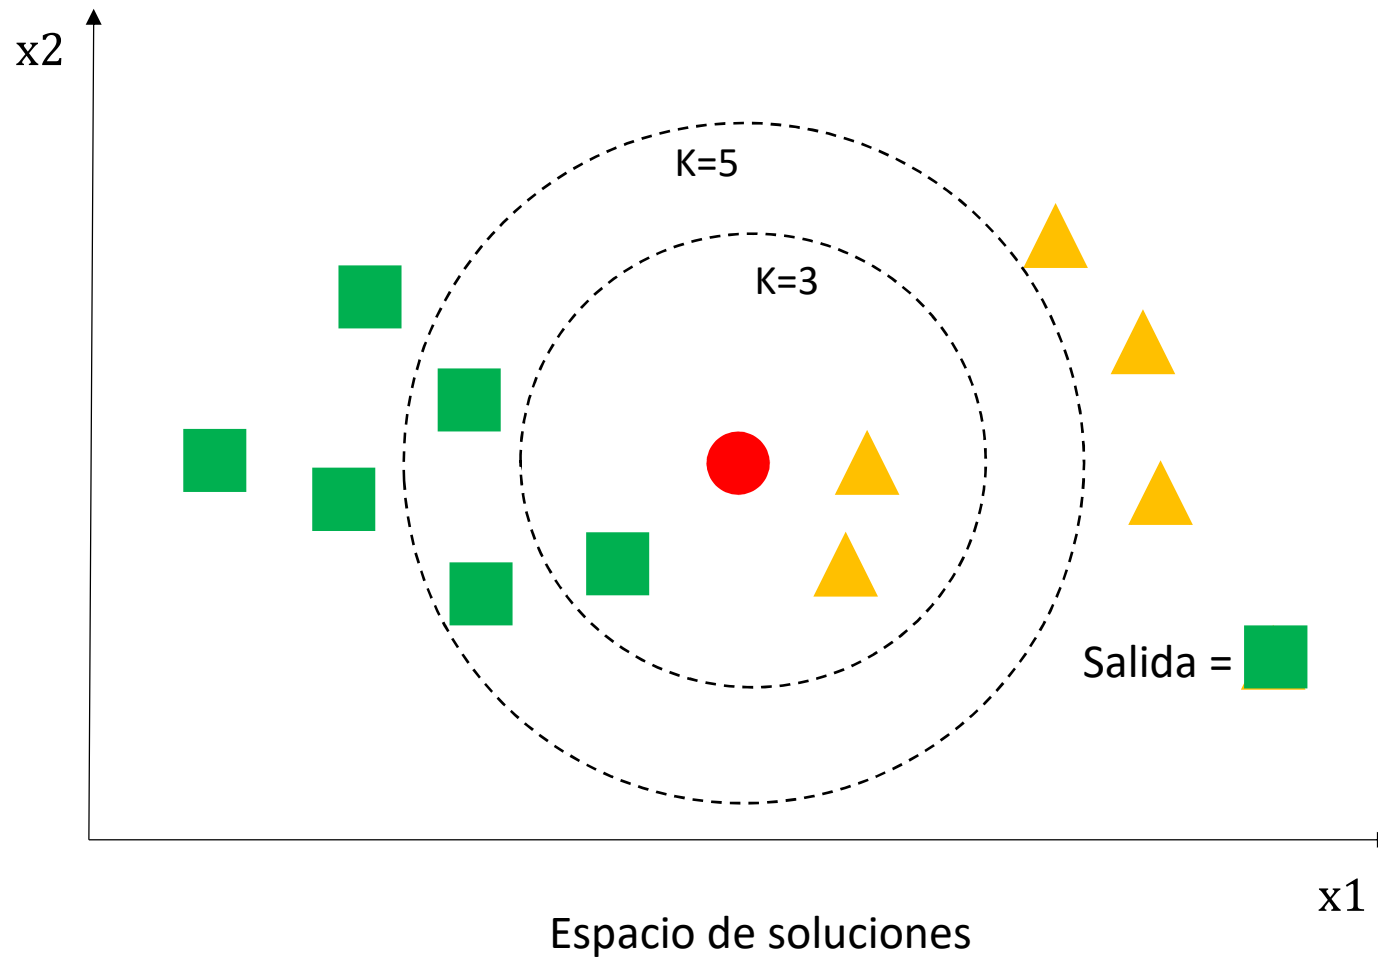 x2
K=5
K=3
Salida =
x1
Espacio de soluciones